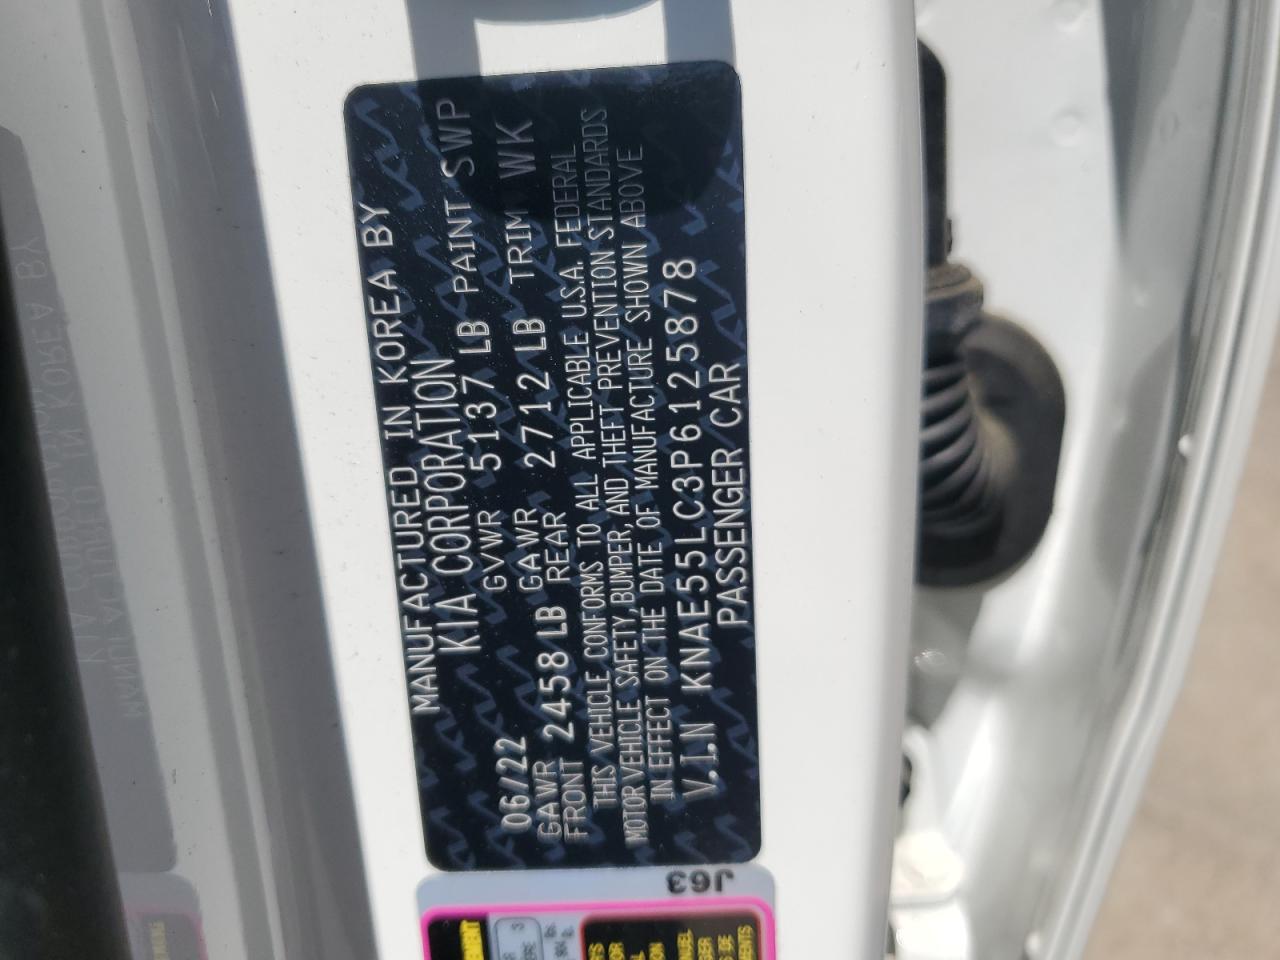 MANUFACTURED IN KOREA BY
KIA CORPORATION
06/22 GVWR 5137 LB PAINT SWP
GAWR FRONT 2458 LB GAWR REAR 2712 LB TRIM WK
THIS VEHICLE CONFORMS TO ALL APPLICABLE U.S.A. FEDERAL
MOTOR VEHICLE SAFETY, BUMPER, AND THEFT PREVENTION STANDARDS
IN EFFECT ON THE DATE OF MANUFACTURE SHOWN ABOVE
V.I.N KNAE55LC3P6125878
PASSENGER CAR
J63
3